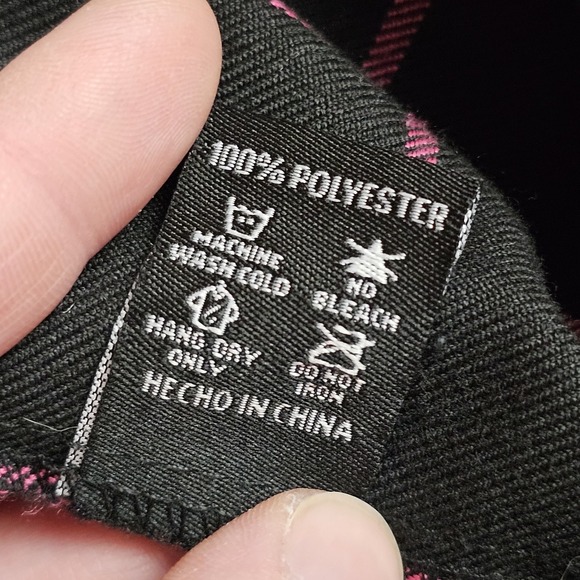 100% POLYESTER
MACHINE
WASH COLD
NO
BLEACH
HANG DRY
ONLY
DO NOT
IRON
HECHO IN CHINA